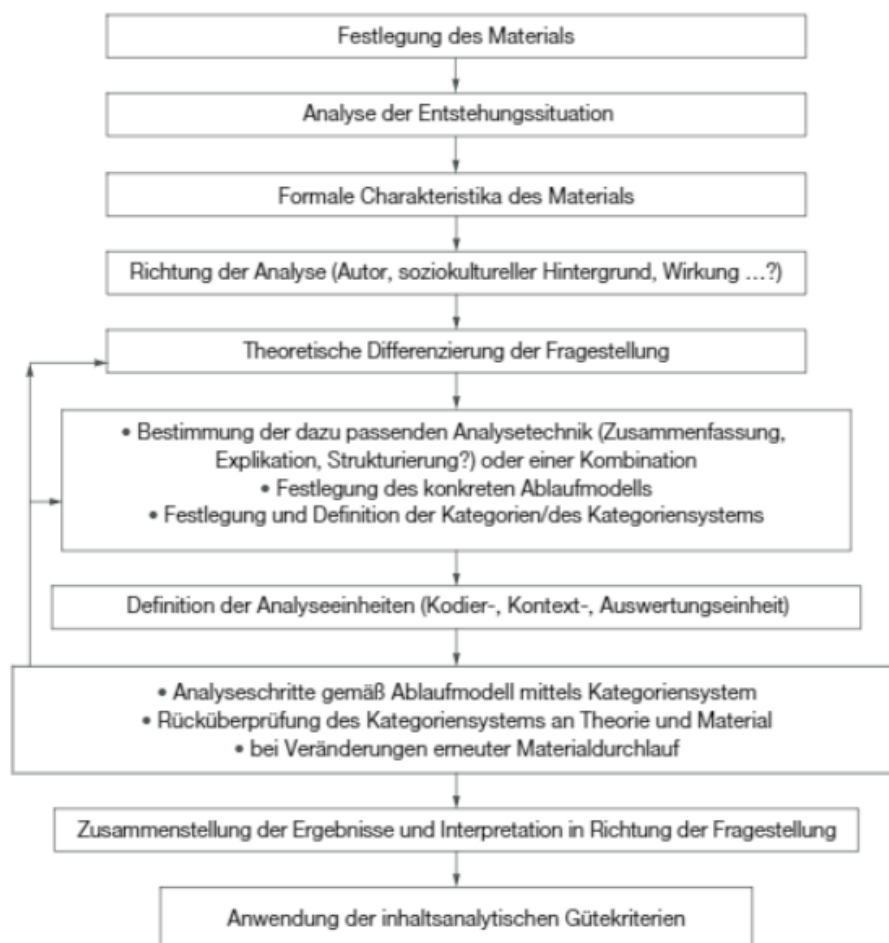 Festlegung des Materials
Analyse der Entstehungssituation
Formale Charakteristika des Materials
Richtung der Analyse (Autor, soziokultureller Hintergrund, Wirkung ...?)
Theoretische Differenzierung der Fragestellung
• Bestimmung der dazu passenden Analysetechnik (Zusammenfassung,
Explikation, Strukturierung?) oder einer Kombination
• Festlegung des konkreten Ablaufmodells
• Festlegung und Definition der Kategorien/des Kategoriensystems
Definition der Analyseeinheiten (Kodier-, Kontext-, Auswertungseinheit)
• Analyseschritte gemäß Ablaufmodell mittels Kategoriensystem
• Rücküberprüfung des Kategoriensystems an Theorie und Material
• bei Veränderungen erneuter Materialdurchlauf
Zusammenstellung der Ergebnisse und Interpretation in Richtung der Fragestellung
Anwendung der inhaltsanalytischen Gütekriterien